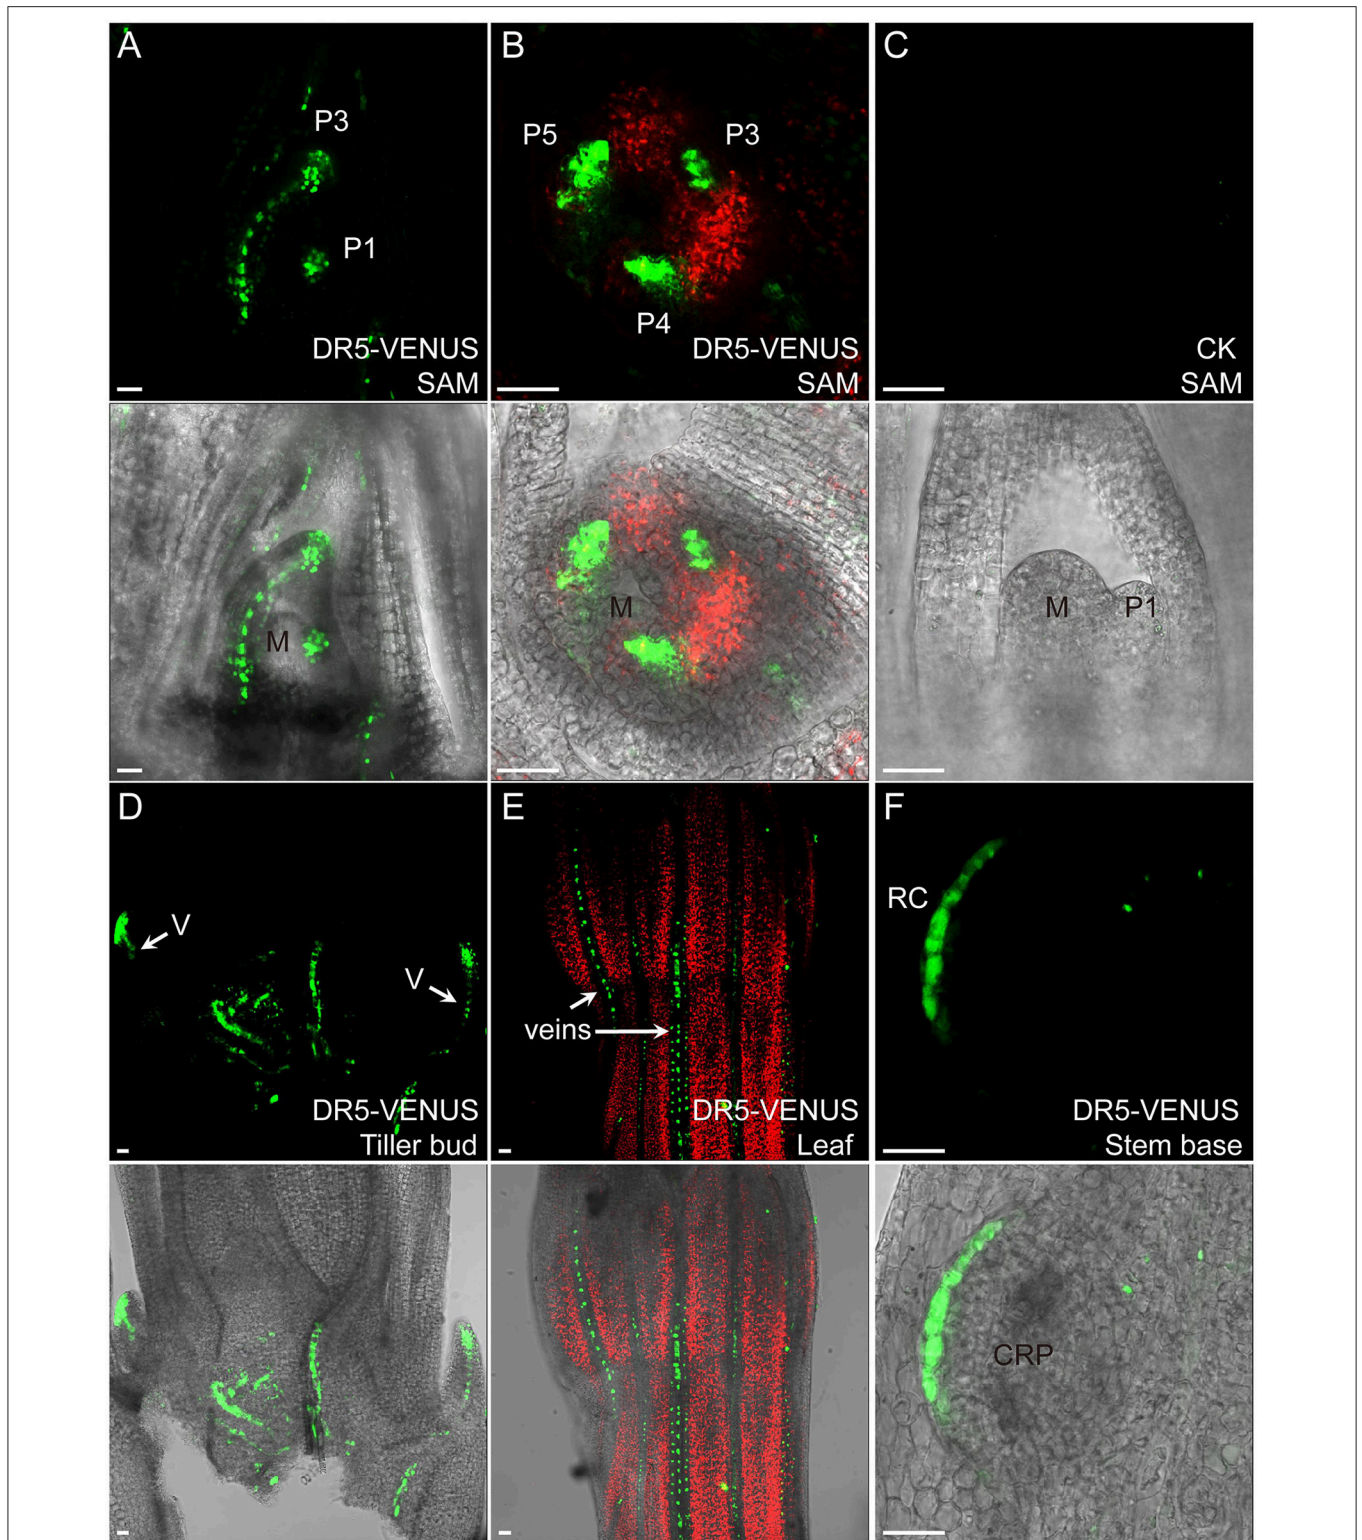 A
P3
P1
DR5-VENUS
SAM
B
P5
P3
P4
DR5-VENUS
SAM
C
CK
SAM
M
M
M
P1
D
V
V
DR5-VENUS
Tiller bud
E
veins
DR5-VENUS
Leaf
F
RC
DR5-VENUS
Stem base
CRP